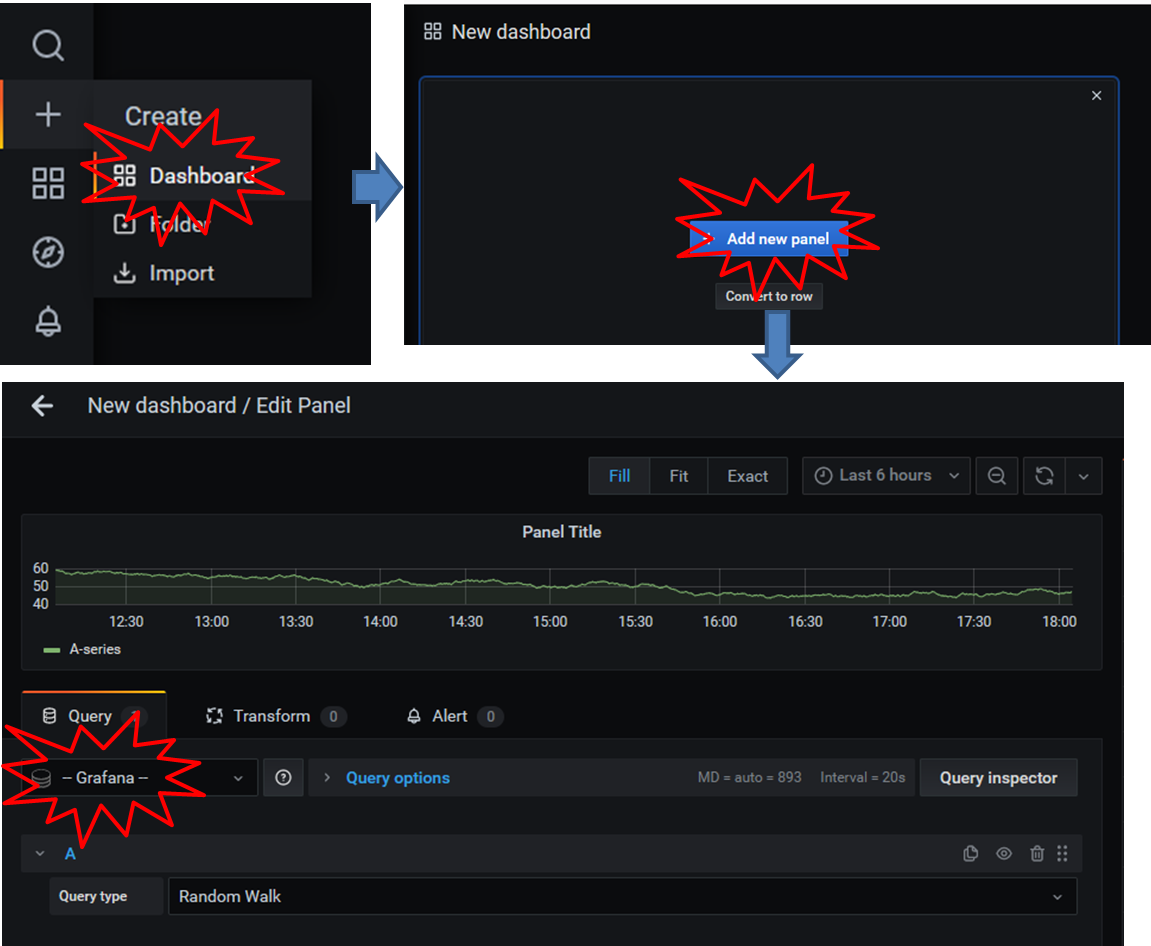 Create
Dashboard
Folder
Import
New dashboard
Add new panel
Convert to row
New dashboard / Edit Panel
Fill Fit Exact Last 6 hours
Panel Title
60
50
40
12:30 13:00 13:30 14:00 14:30 15:00 15:30 16:00 16:30 17:00 17:30 18:00
A-series
Query Transform 0 Alert 0
-- Grafana -- Query options MD = auto = 893 Interval = 20s Query inspector
A
Query type Random Walk